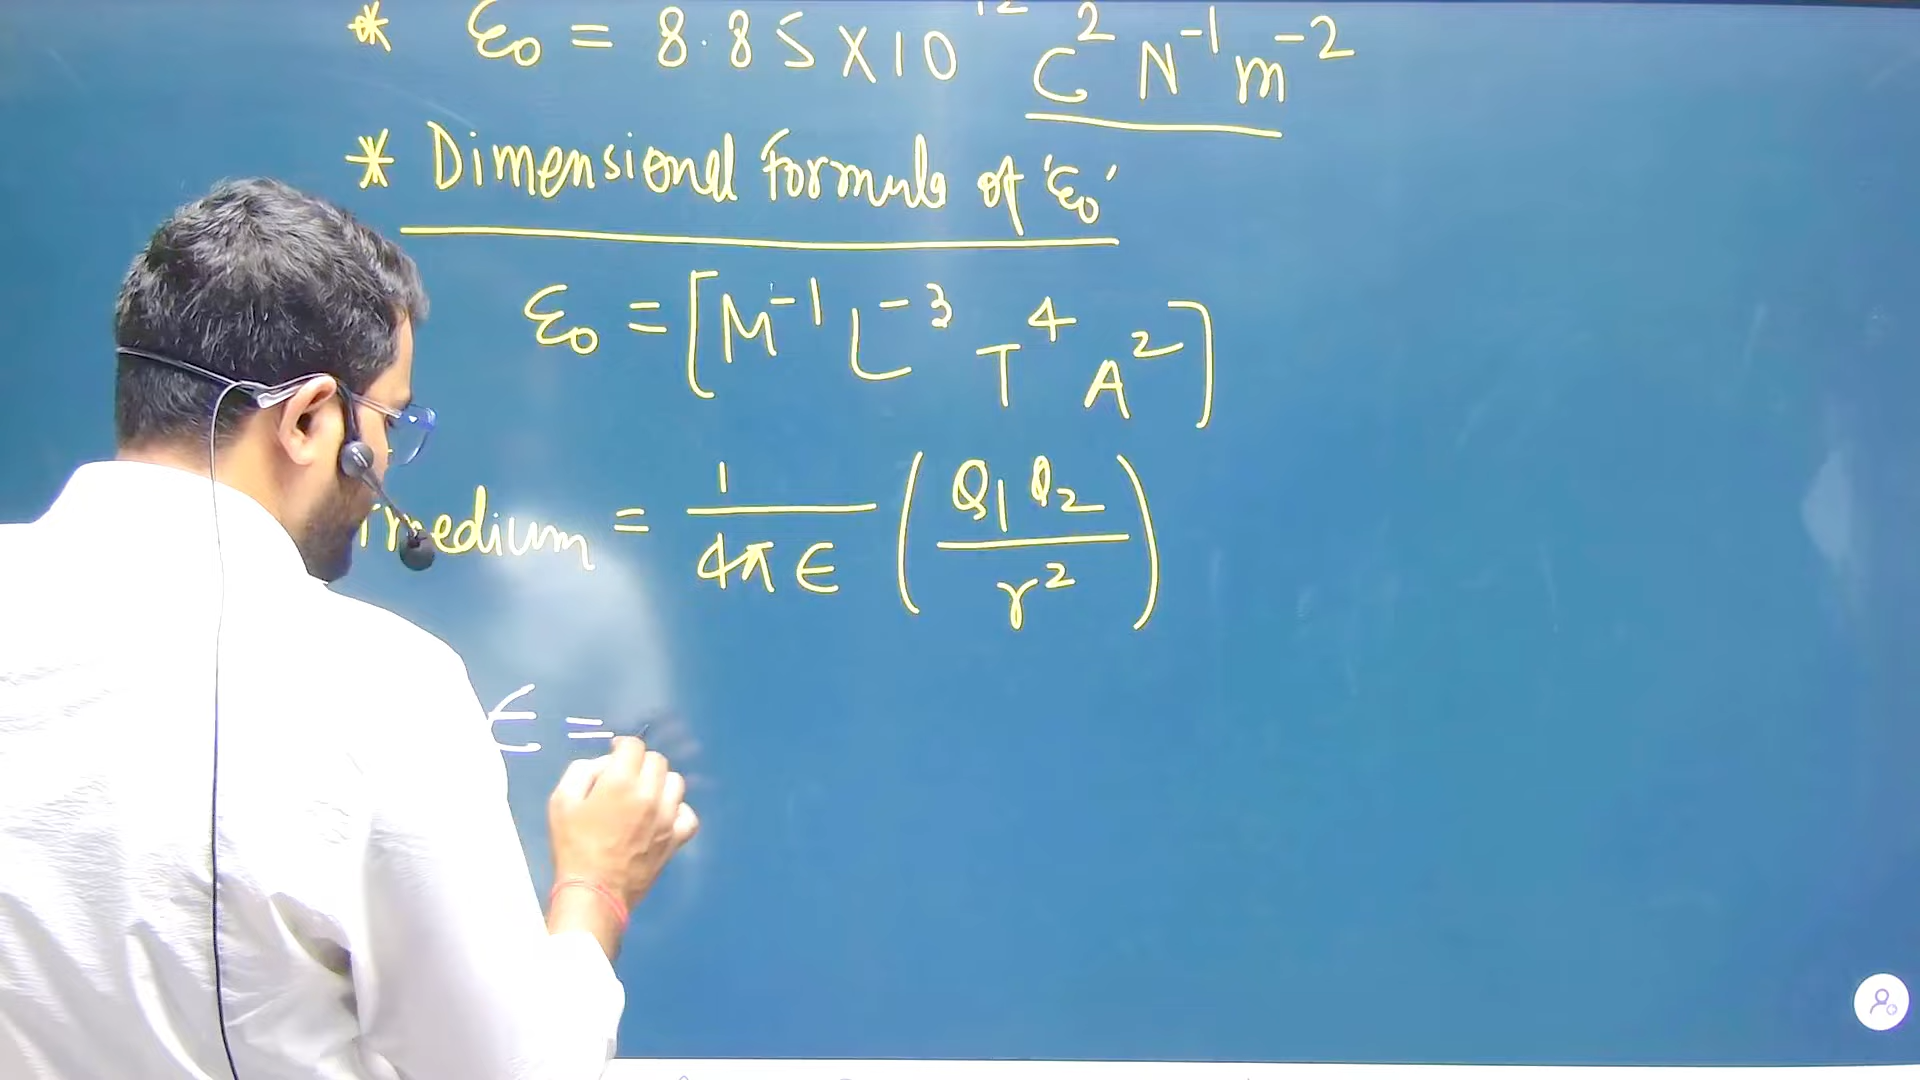 * ε₀ = 8.85 X 10 ¹² C² N⁻¹ m⁻²
* Dimensional formula of 'ε₀'
ε₀ = [M⁻¹ L⁻³ T⁴ A²]
medium = 1/4π∈ (Q₁Q₂/r²)
∈ =